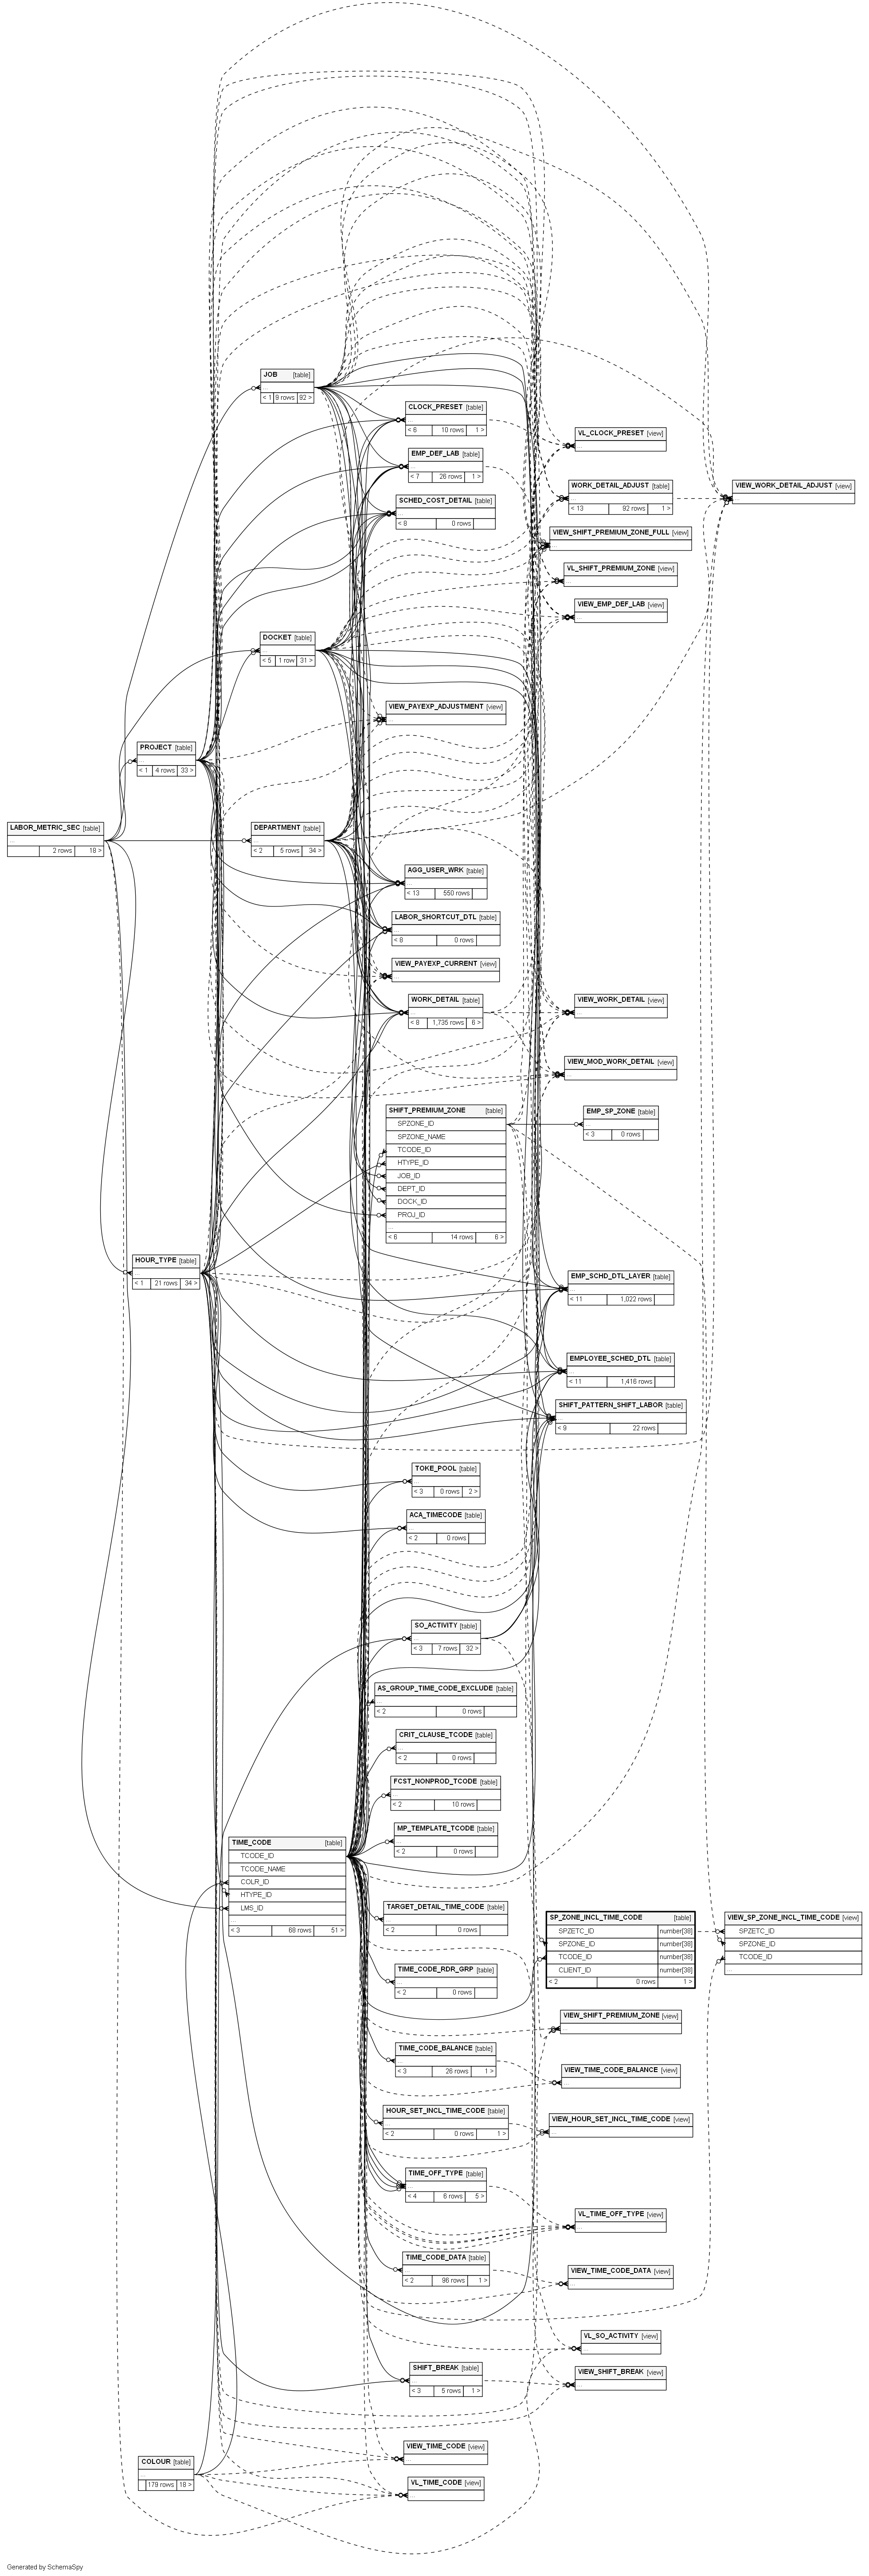 JOB [table]
...
< 1 9 rows 92 >
CLOCK_PRESET [table]
...
< 6 10 rows 1 >
VL_CLOCK_PRESET [view]
...
EMP_DEF_LAB [table]
...
< 7 26 rows 1 >
WORK_DETAIL_ADJUST [table]
...
< 13 92 rows 1 >
VIEW_WORK_DETAIL_ADJUST [view]
...
SCHED_COST_DETAIL [table]
...
< 8 0 rows
VIEW_SHIFT_PREMIUM_ZONE_FULL [view]
...
VL_SHIFT_PREMIUM_ZONE [view]
...
VIEW_EMP_DEF_LAB [view]
...
DOCKET [table]
...
< 5 1 row 31 >
VIEW_PAYEXP_ADJUSTMENT [view]
...
PROJECT [table]
...
< 1 4 rows 33 >
LABOR_METRIC_SEC [table]
...
2 rows 18 >
DEPARTMENT [table]
...
< 2 5 rows 34 >
AGG_USER_WRK [table]
...
< 13 550 rows
LABOR_SHORTCUT_DTL [table]
...
< 8 0 rows
VIEW_PAYEXP_CURRENT [view]
...
WORK_DETAIL [table]
...
< 8 1,735 rows 6 >
VIEW_WORK_DETAIL [view]
...
VIEW_MOD_WORK_DETAIL [view]
...
SHIFT_PREMIUM_ZONE [table]
SPZONE_ID
SPZONE_NAME
TCODE_ID
HTYPE_ID
JOB_ID
DEPT_ID
DOCK_ID
PROJ_ID
...
< 6 14 rows 6 >
EMP_SP_ZONE [table]
...
< 3 0 rows
HOUR_TYPE [table]
...
< 1 21 rows 34 >
EMP_SCHD_DTL_LAYER [table]
...
< 11 1,022 rows
EMPLOYEE_SCHED_DTL [table]
...
< 11 1,416 rows
SHIFT_PATTERN_SHIFT_LABOR [table]
...
< 9 22 rows
TOKE_POOL [table]
...
< 3 0 rows 2 >
ACA_TIMECODE [table]
...
< 2 0 rows
SO_ACTIVITY [table]
...
< 3 7 rows 32 >
AS_GROUP_TIME_CODE_EXCLUDE [table]
...
< 2 0 rows
CRIT_CLAUSE_TCODE [table]
...
< 2 0 rows
FCST_NONPROD_TCODE [table]
...
< 2 10 rows
MP_TEMPLATE_TCODE [table]
...
< 2 0 rows
TIME_CODE [table]
TCODE_ID
TCODE_NAME
COLR_ID
HTYPE_ID
LMS_ID
...
< 3 68 rows 51 >
TARGET_DETAIL_TIME_CODE [table]
...
< 2 0 rows
SP_ZONE_INCL_TIME_CODE [table]
SPZETC_ID number[38]
SPZONE_ID number[38]
TCODE_ID number[38]
CLIENT_ID number[38]
< 2 0 rows 1 >
VIEW_SP_ZONE_INCL_TIME_CODE [view]
SPZETC_ID
SPZONE_ID
TCODE_ID
...
TIME_CODE_RDR_GRP [table]
...
< 2 0 rows
VIEW_SHIFT_PREMIUM_ZONE [view]
...
TIME_CODE_BALANCE [table]
...
< 3 26 rows 1 >
VIEW_TIME_CODE_BALANCE [view]
...
HOUR_SET_INCL_TIME_CODE [table]
...
< 2 0 rows 1 >
VIEW_HOUR_SET_INCL_TIME_CODE [view]
...
TIME_OFF_TYPE [table]
...
< 4 6 rows 5 >
VL_TIME_OFF_TYPE [view]
...
TIME_CODE_DATA [table]
...
< 2 96 rows 1 >
VIEW_TIME_CODE_DATA [view]
...
VL_SO_ACTIVITY [view]
...
SHIFT_BREAK [table]
...
< 3 5 rows 1 >
VIEW_SHIFT_BREAK [view]
...
VIEW_TIME_CODE [view]
...
COLOUR [table]
...
179 rows 18 >
VL_TIME_CODE [view]
...
Generated by SchemaSpy